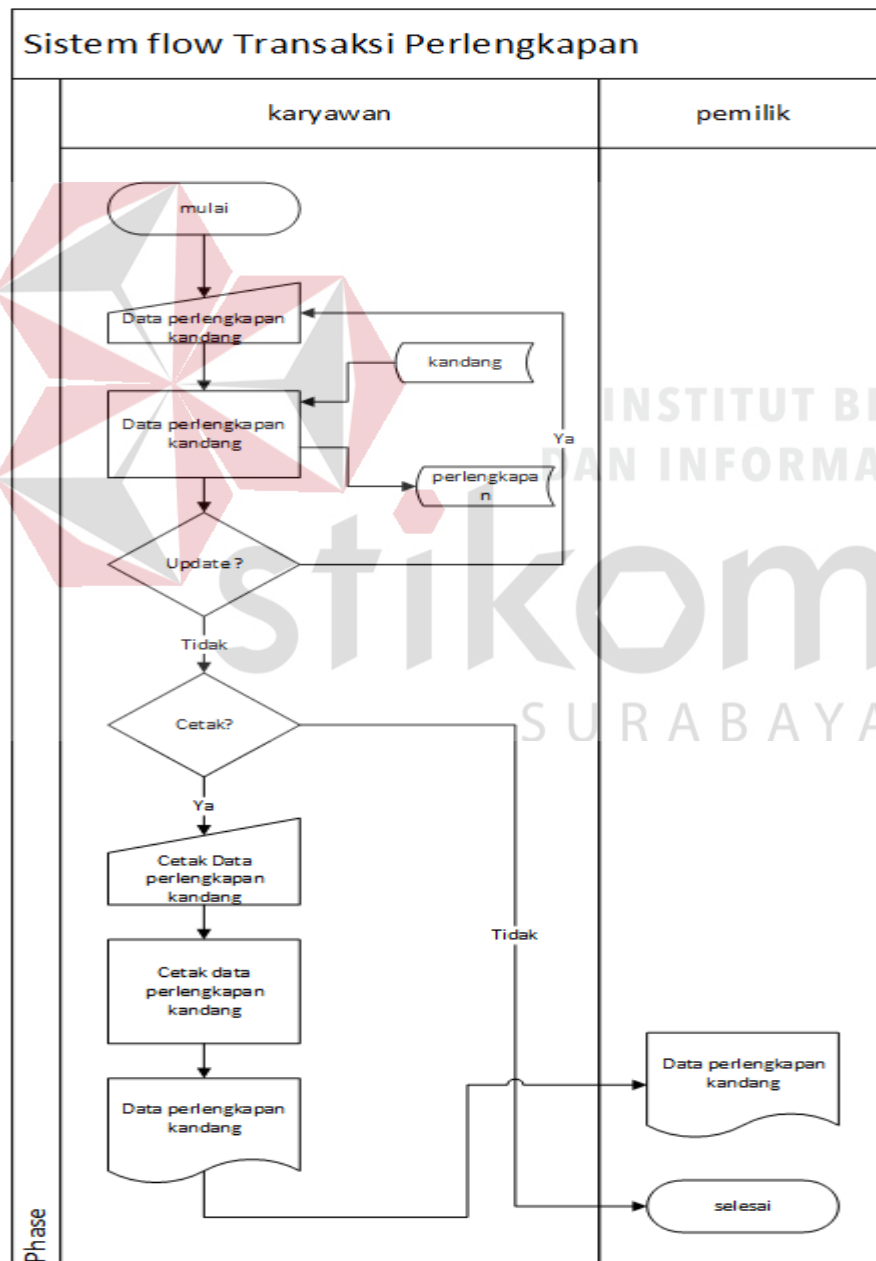 Sistem flow Transaksi Perlengkapan
karyawan
pemilik
mulai
Data perlengkapan
kandang
kandang
Data perlengkapan
kandang
Ya
perlengkapa
n
Update ?
Tidak
Cetak?
Ya
Cetak Data
perlengkapan
kandang
Tidak
Cetak data
perlengkapan
kandang
Data perlengkapan
kandang
Data perlengkapan
kandang
selesai
Phase
INSTITUT BI
DAN INFORMA
stikom
SURABAYA